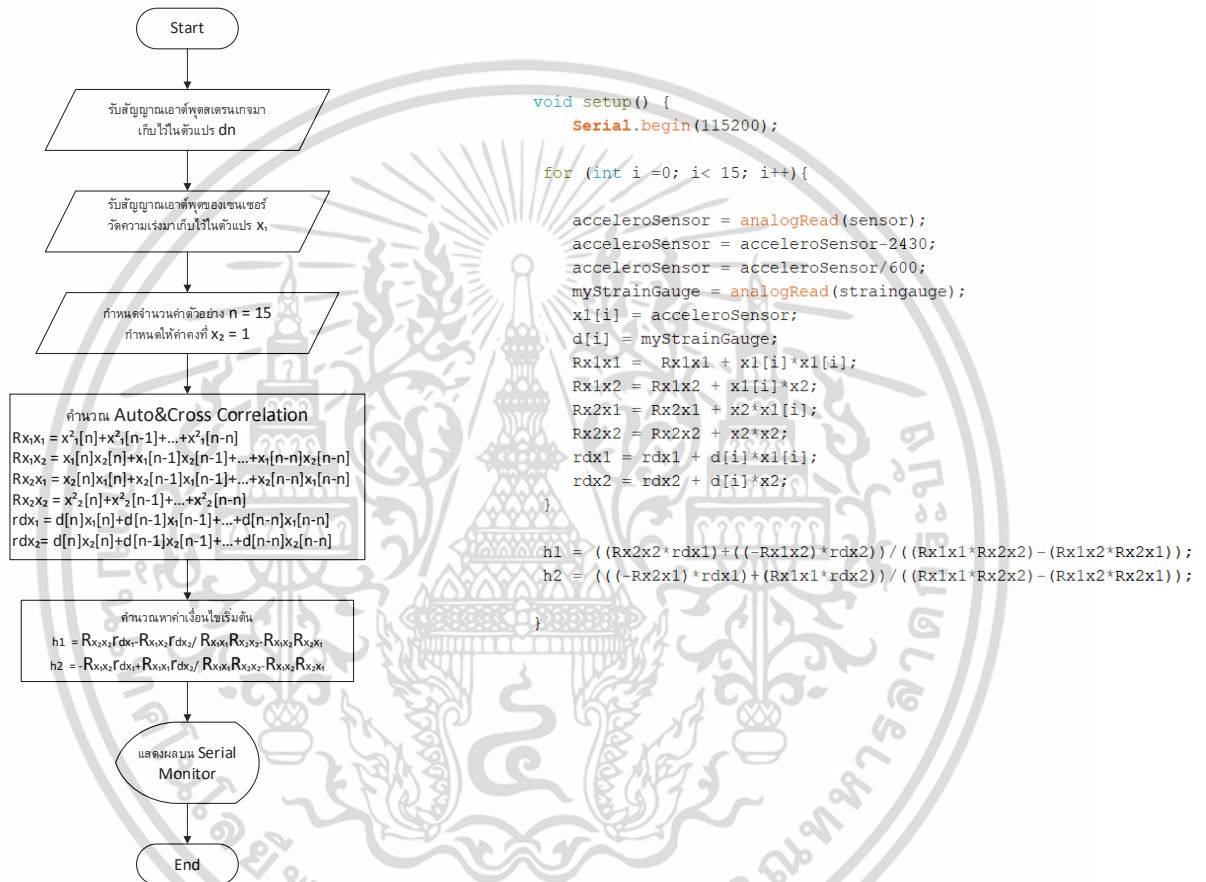 Start
รับสัญญาณเอาต์พุตสเตรนเกจมา
เก็บไว้ในตัวแปร dn
รับสัญญาณเอาต์พุตของเซนเซอร์
วัดความเร่งมาเก็บไว้ในตัวแปร x₁
กำหนดจำนวนค่าตัวอย่าง n = 15
กำหนดให้ค่าคงที่ x₂ = 1
คำนวณ Auto&Cross Correlation
Rx₁x₁ = x²₁[n]+x²₁[n-1]+...+x²₁[n-n]
Rx₁x₂ = x₁[n]x₂[n]+x₁[n-1]x₂[n-1]+...+x₁[n-n]x₂[n-n]
Rx₂x₁ = x₂[n]x₁[n]+x₂[n-1]x₁[n-1]+...+x₂[n-n]x₁[n-n]
Rx₂x₂ = x²₂[n]+x²₂[n-1]+...+x²₂[n-n]
rdx₁ = d[n]x₁[n]+d[n-1]x₁[n-1]+...+d[n-n]x₁[n-n]
rdx₂= d[n]x₂[n]+d[n-1]x₂[n-1]+...+d[n-n]x₂[n-n]
คำนวณหาค่าเงื่อนไขเริ่มต้น
h1 = Rx₂x₂rdx₁-Rx₁x₂rdx₂/ Rx₁x₁Rx₂x₂-Rx₁x₂Rx₂x₁
h2 = -Rx₁x₂rdx₁+Rx₁x₁rdx₂/ Rx₁x₁Rx₂x₂-Rx₁x₂Rx₂x₁
แสดงผลบน Serial
Monitor
End
void setup() {
Serial.begin(115200);
for (int i =0; i< 15; i++){
acceleroSensor = analogRead(sensor);
acceleroSensor = acceleroSensor-2430;
acceleroSensor = acceleroSensor/600;
myStrainGauge = analogRead(straingauge);
x1[i] = acceleroSensor;
d[i] = myStrainGauge;
Rx1x1 =  Rx1x1 + x1[i]*x1[i];
Rx1x2 = Rx1x2 + x1[i]*x2;
Rx2x1 = Rx2x1 + x2*x1[i];
Rx2x2 = Rx2x2 + x2*x2;
rdx1 = rdx1 + d[i]*x1[i];
rdx2 = rdx2 + d[i]*x2;
}
h1 = ((Rx2x2*rdx1)+((-Rx1x2)*rdx2))/((Rx1x1*Rx2x2)-(Rx1x2*Rx2x1));
h2 = (((-Rx2x1)*rdx1)+(Rx1x1*rdx2))/((Rx1x1*Rx2x2)-(Rx1x2*Rx2x1));
}